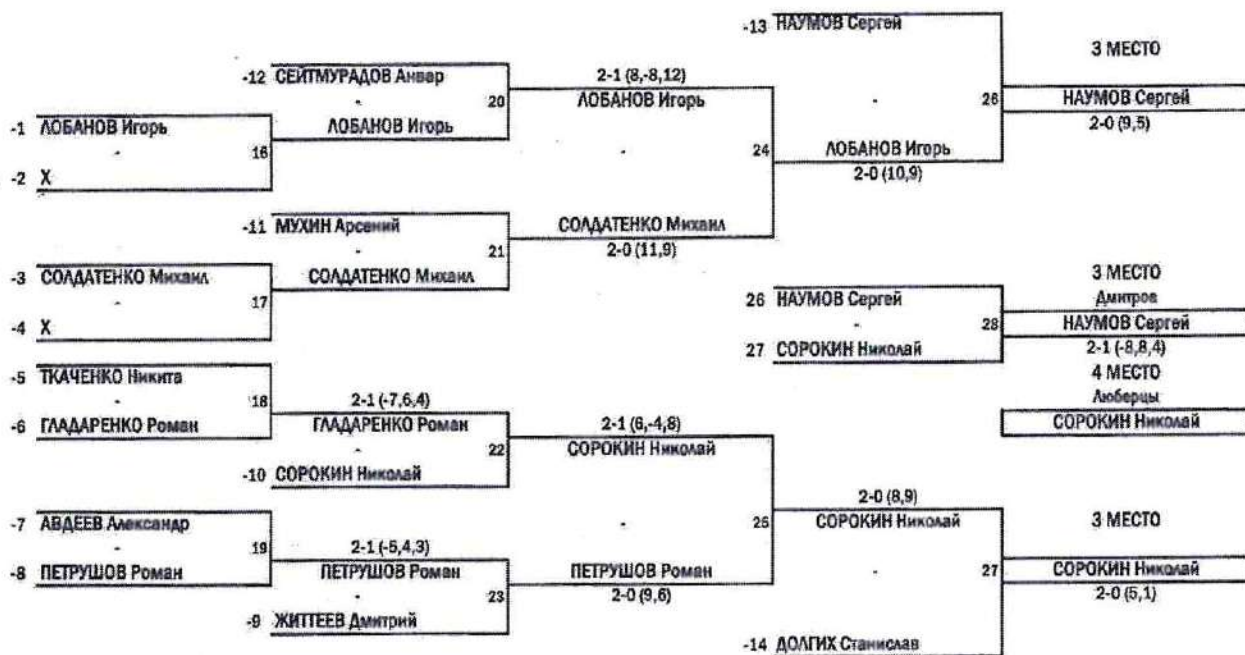 -13 НАУМОВ Сергей
3 МЕСТО
-12 СЕЙТМУРАДОВ Анвар
2-1 (8,-8,12)
-
20
ЛОБАНОВ Игорь
-
26
НАУМОВ Сергей
-1 ЛОБАНОВ Игорь
ЛОБАНОВ Игорь
2-0 (9,5)
-
16
-
24
ЛОБАНОВ Игорь
-2 X
2-0 (10,9)
-11 МУХИН Арсений
СОЛДАТЕНКО Михаил
-
21
2-0 (11,9)
-3 СОЛДАТЕНКО Михаил
СОЛДАТЕНКО Михаил
3 МЕСТО
-
17
26 НАУМОВ Сергей
Дмитров
-4 X
-
28
НАУМОВ Сергей
27 СОРОКИН Николай
2-1 (-8,8,4)
-5 ТКАЧЕНКО Никита
4 МЕСТО
-
18
2-1 (-7,6,4)
Люберцы
-6 ГЛАДАРЕНКО Роман
ГЛАДАРЕНКО Роман
2-1 (6,-4,8)
СОРОКИН Николай
-
22
СОРОКИН Николай
-10 СОРОКИН Николай
2-0 (8,9)
-7 АВДЕЕВ Александр
-
25
СОРОКИН Николай
3 МЕСТО
-
19
2-1 (-5,4,3)
-8 ПЕТРУШОВ Роман
ПЕТРУШОВ Роман
ПЕТРУШОВ Роман
-
27
СОРОКИН Николай
-
23
2-0 (9,6)
2-0 (5,1)
-9 ЖИТГЕЕВ Дмитрий
-14 ДОЛГИХ Станислав